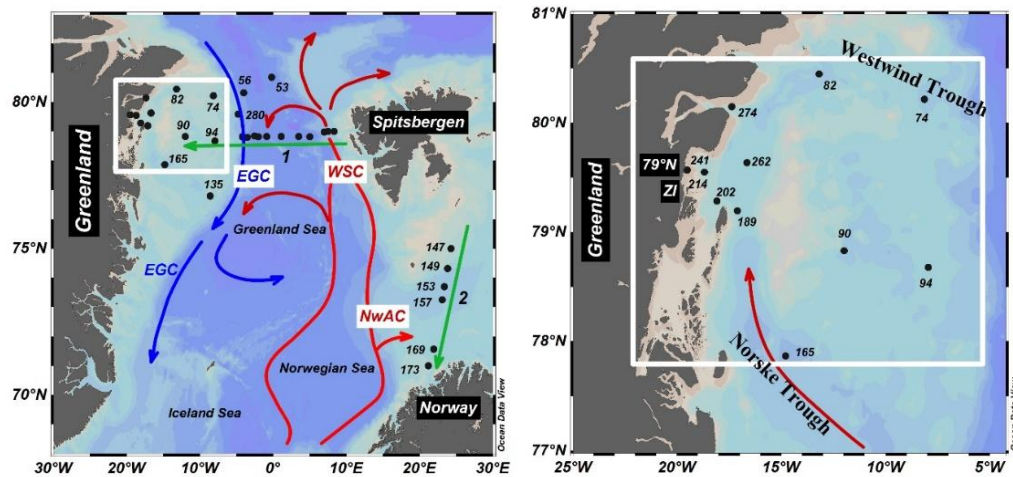 80°N
75°N
70°N
30°W
20°W
10°W
0°
10°E
20°E
30°E
Greenland
56
53
82
74
280
90
94
165
135
1
EGC
WSC
Spitsbergen
Greenland Sea
EGC
147
149
153
157
2
NwAC
169
173
Norwegian Sea
Iceland Sea
Norway
Ocean Data View
81°N
80°N
79°N
78°N
77°N
25°W
20°W
15°W
10°W
5°W
Greenland
Westwind Trough
82
74
274
79°N
241
262
ZI
214
202
189
90
94
165
Norske Trough